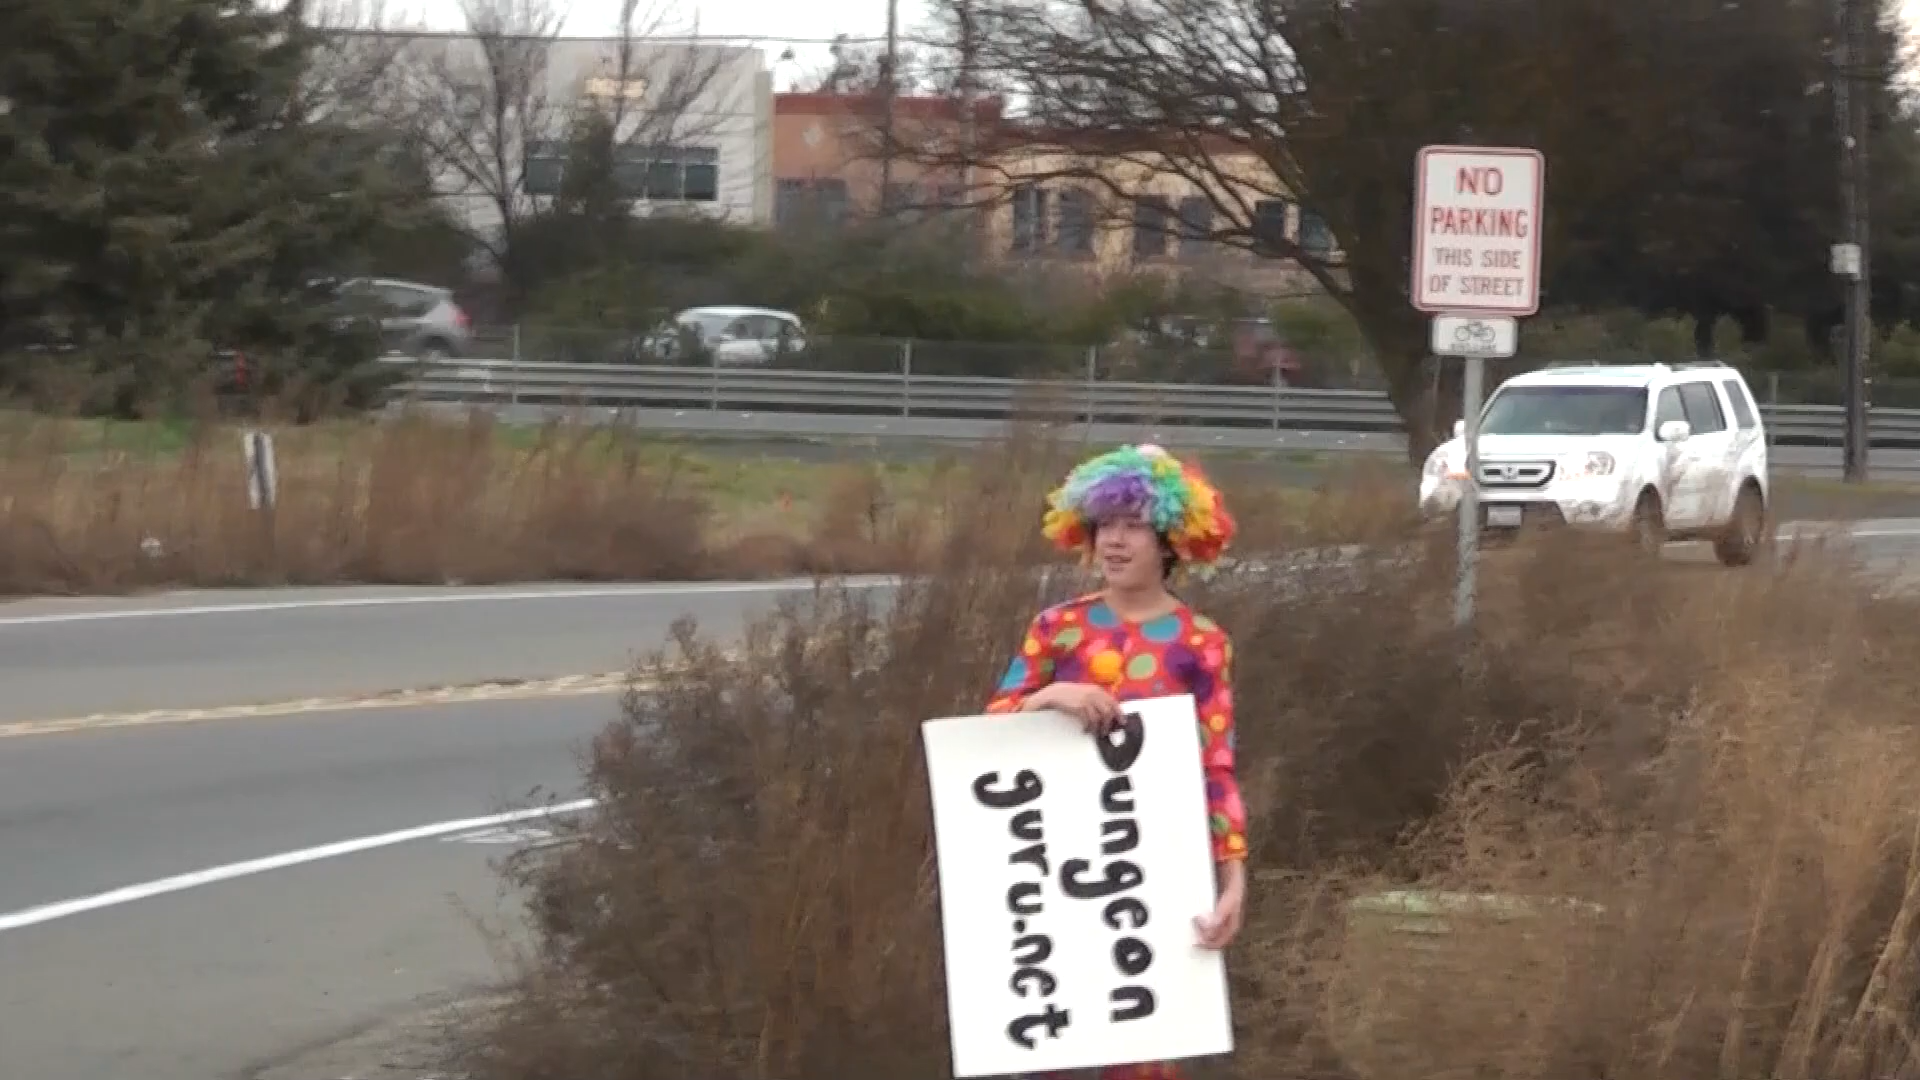 NO
PARKING
THIS SIDE
OF STREET
Dungeon
guru.net